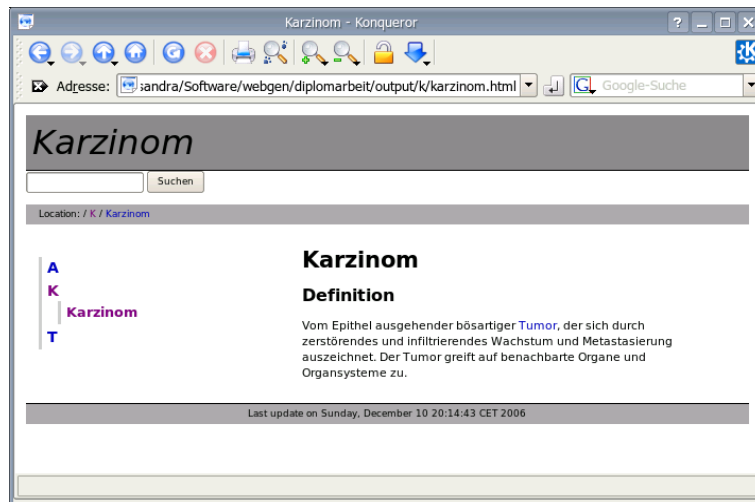 Karzinom - Konqueror
Adresse: sandra/Software/webgen/diplomarbeit/output/k/karzinom.html Google-Suche
Karzinom
Suchen
Location: / K / Karzinom
A
K
Karzinom
T
Karzinom
Definition
Vom Epithel ausgehender bösartiger Tumor, der sich durch
zerstörendes und infiltrierendes Wachstum und Metastasierung
auszeichnet. Der Tumor greift auf benachbarte Organe und
Organsysteme zu.
Last update on Sunday, December 10 20:14:43 CET 2006